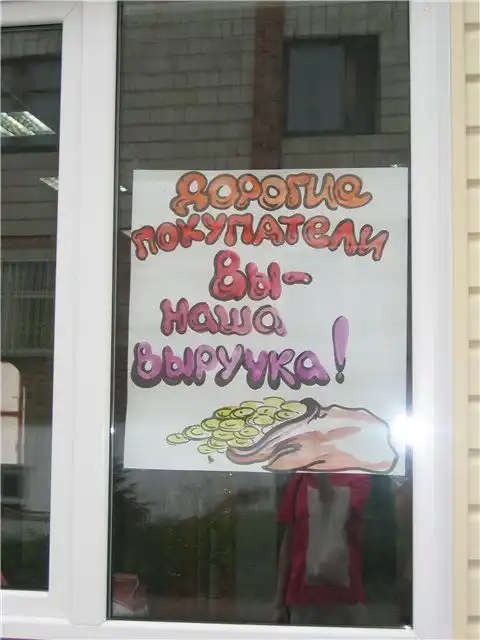 Дорогие
покупатели
Вы-
наша
выручка!